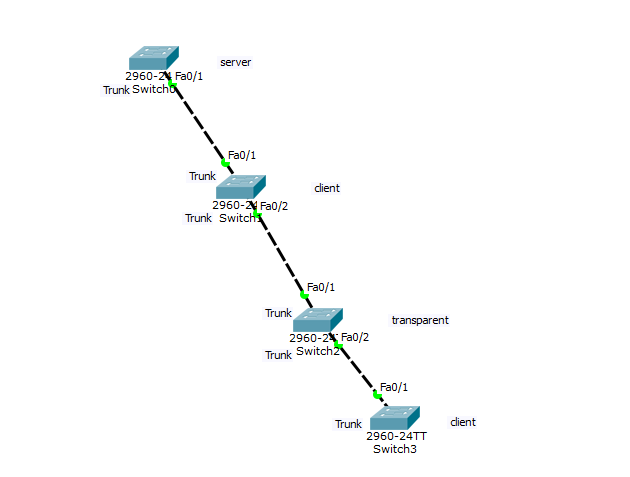 server
2960-24 Fa0/1
Trunk Switch0
Fa0/1
Trunk
client
2960-24 Fa0/2
Trunk Switch1
Fa0/1
Trunk
transparent
2960-24 Fa0/2
Switch2
Trunk
Fa0/1
Trunk
client
2960-24TT
Switch3